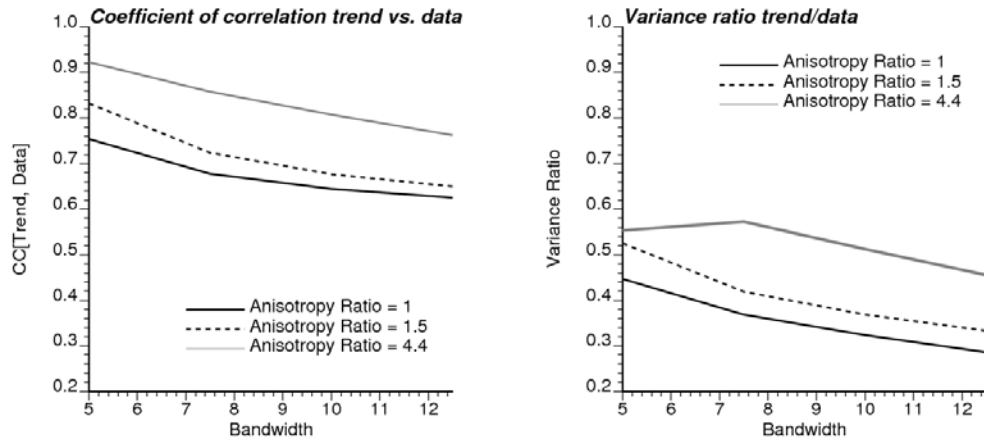 Coefficient of correlation trend vs. data
1.0
0.9
0.8
0.7
0.6
0.5
0.4
0.3
0.2
CC[Trend, Data]
Anisotropy Ratio = 1
Anisotropy Ratio = 1.5
Anisotropy Ratio = 4.4
5 6 7 8 9 10 11 12
Bandwidth
Variance ratio trend/data
1.0
0.9
0.8
0.7
0.6
0.5
0.4
0.3
0.2
Variance Ratio
Anisotropy Ratio = 1
Anisotropy Ratio = 1.5
Anisotropy Ratio = 4.4
5 6 7 8 9 10 11 12
Bandwidth